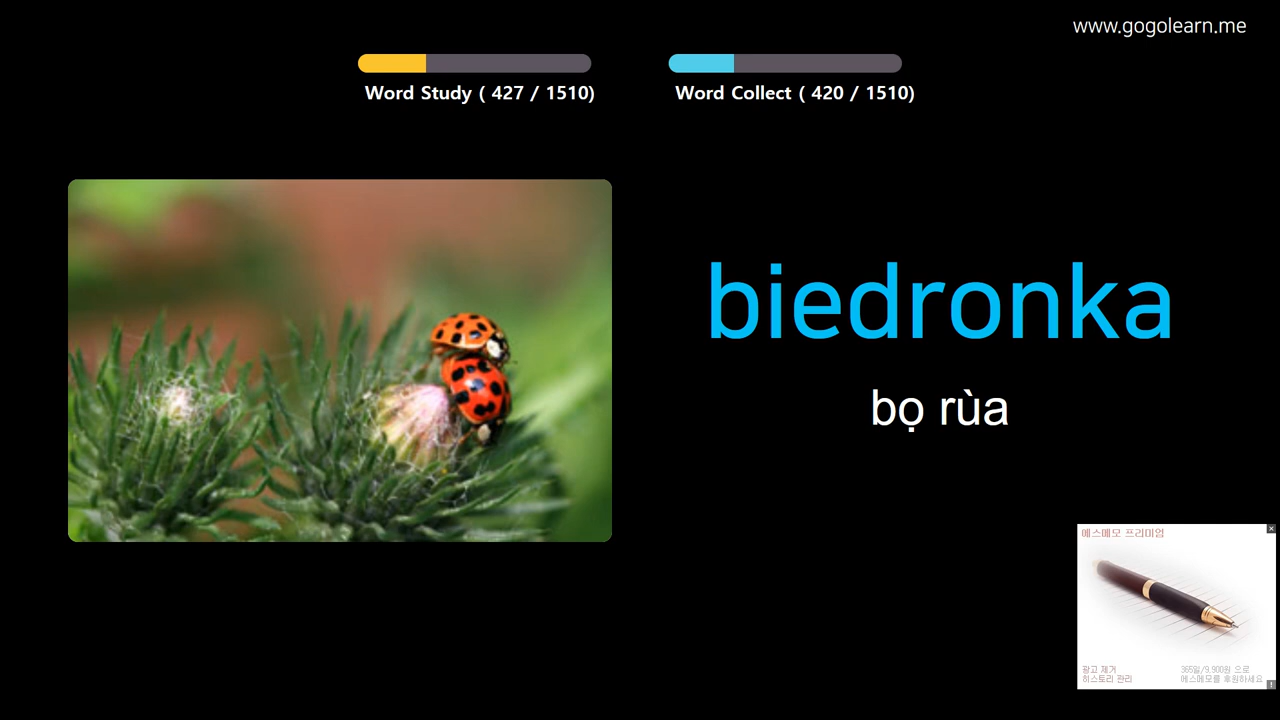 www.gogolearn.me
Word Study ( 427 / 1510)
Word Collect ( 420 / 1510)
biedronka
bọ rùa
에스메모 프리미엄
광고 제거
히스토리 관리
365일/9,900원 으로
에스메모를 후원하세요